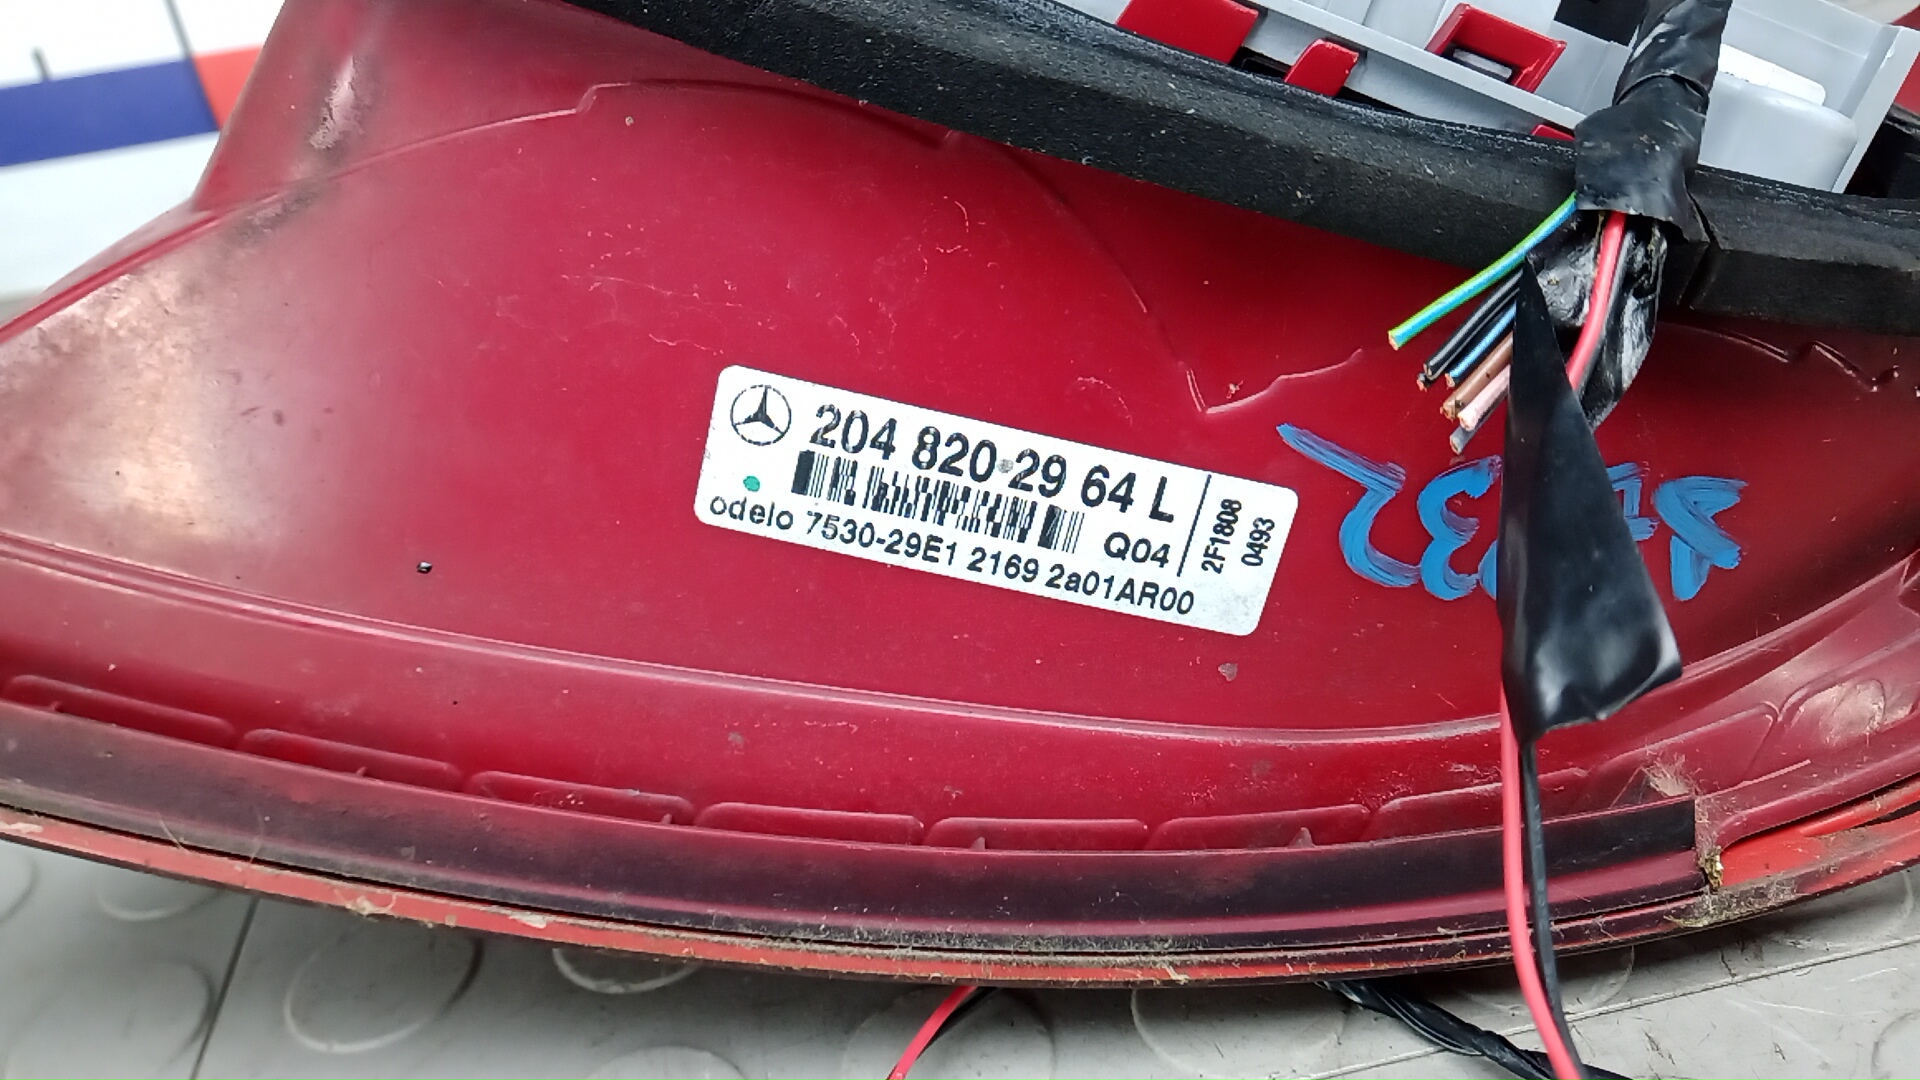 204 820 29 64 L
Q04
odelo 7530-29E1 2169 2a01AR00
2F1808
0493